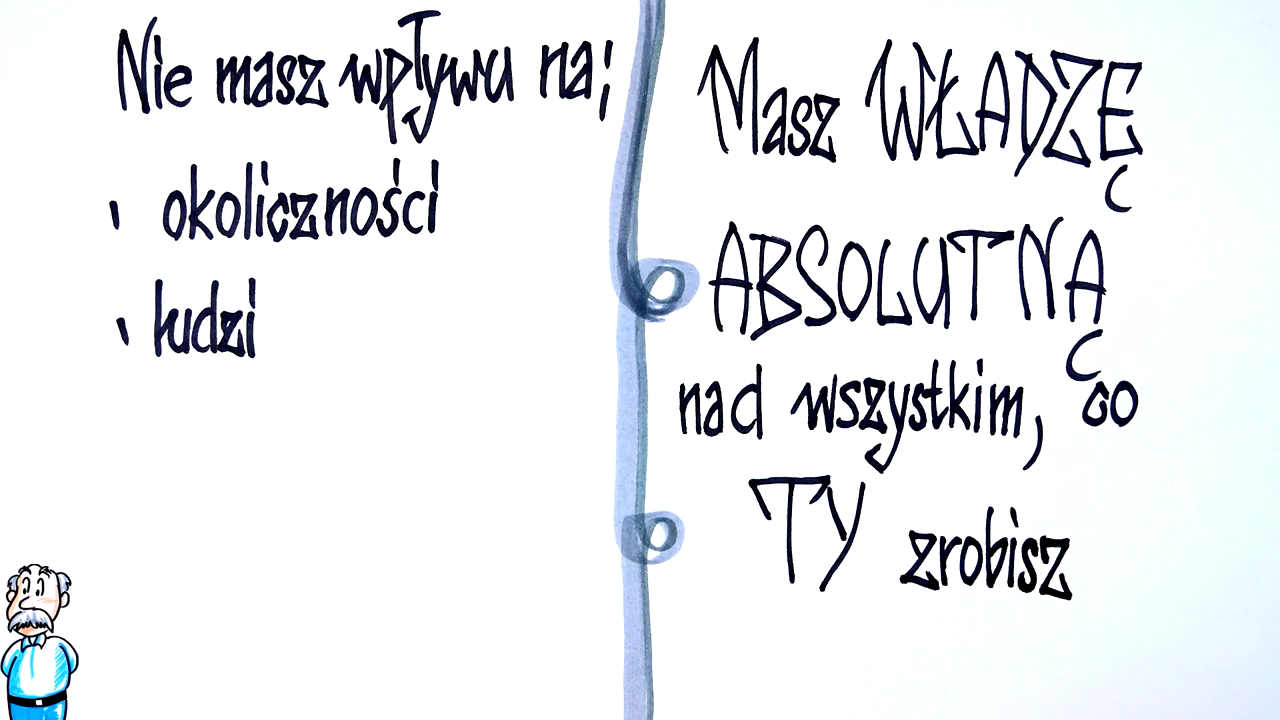 Nie masz wpływu na;
• okoliczności
• ludzi
Masz WŁADZĘ
ABSOLUTNĄ
nad wszystkim, co
TY zrobisz